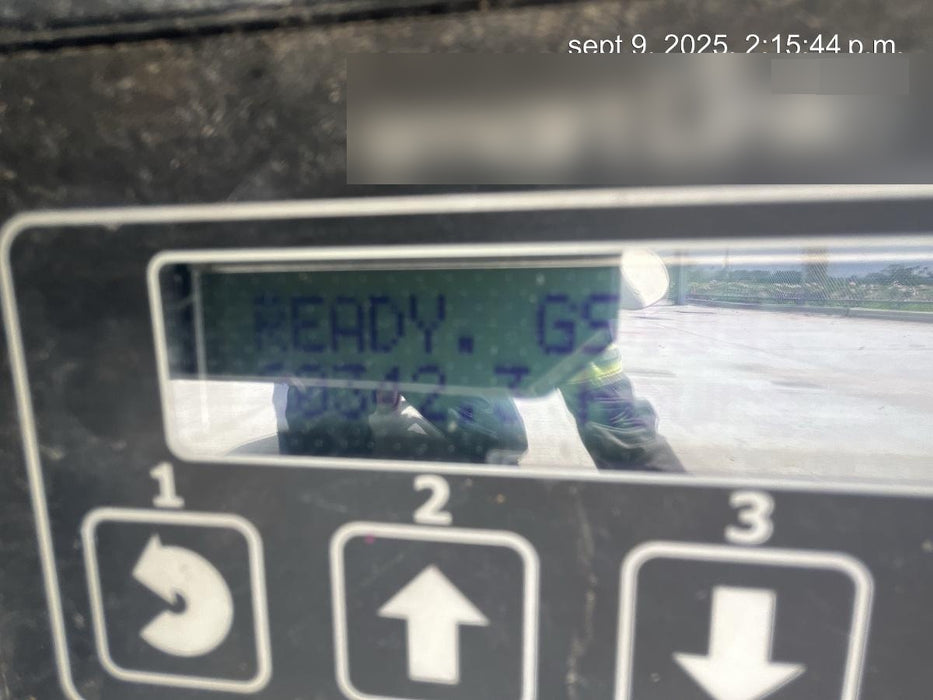 sept 9, 2025, 2:15:44 p.m.
READY. GS
1 2 3